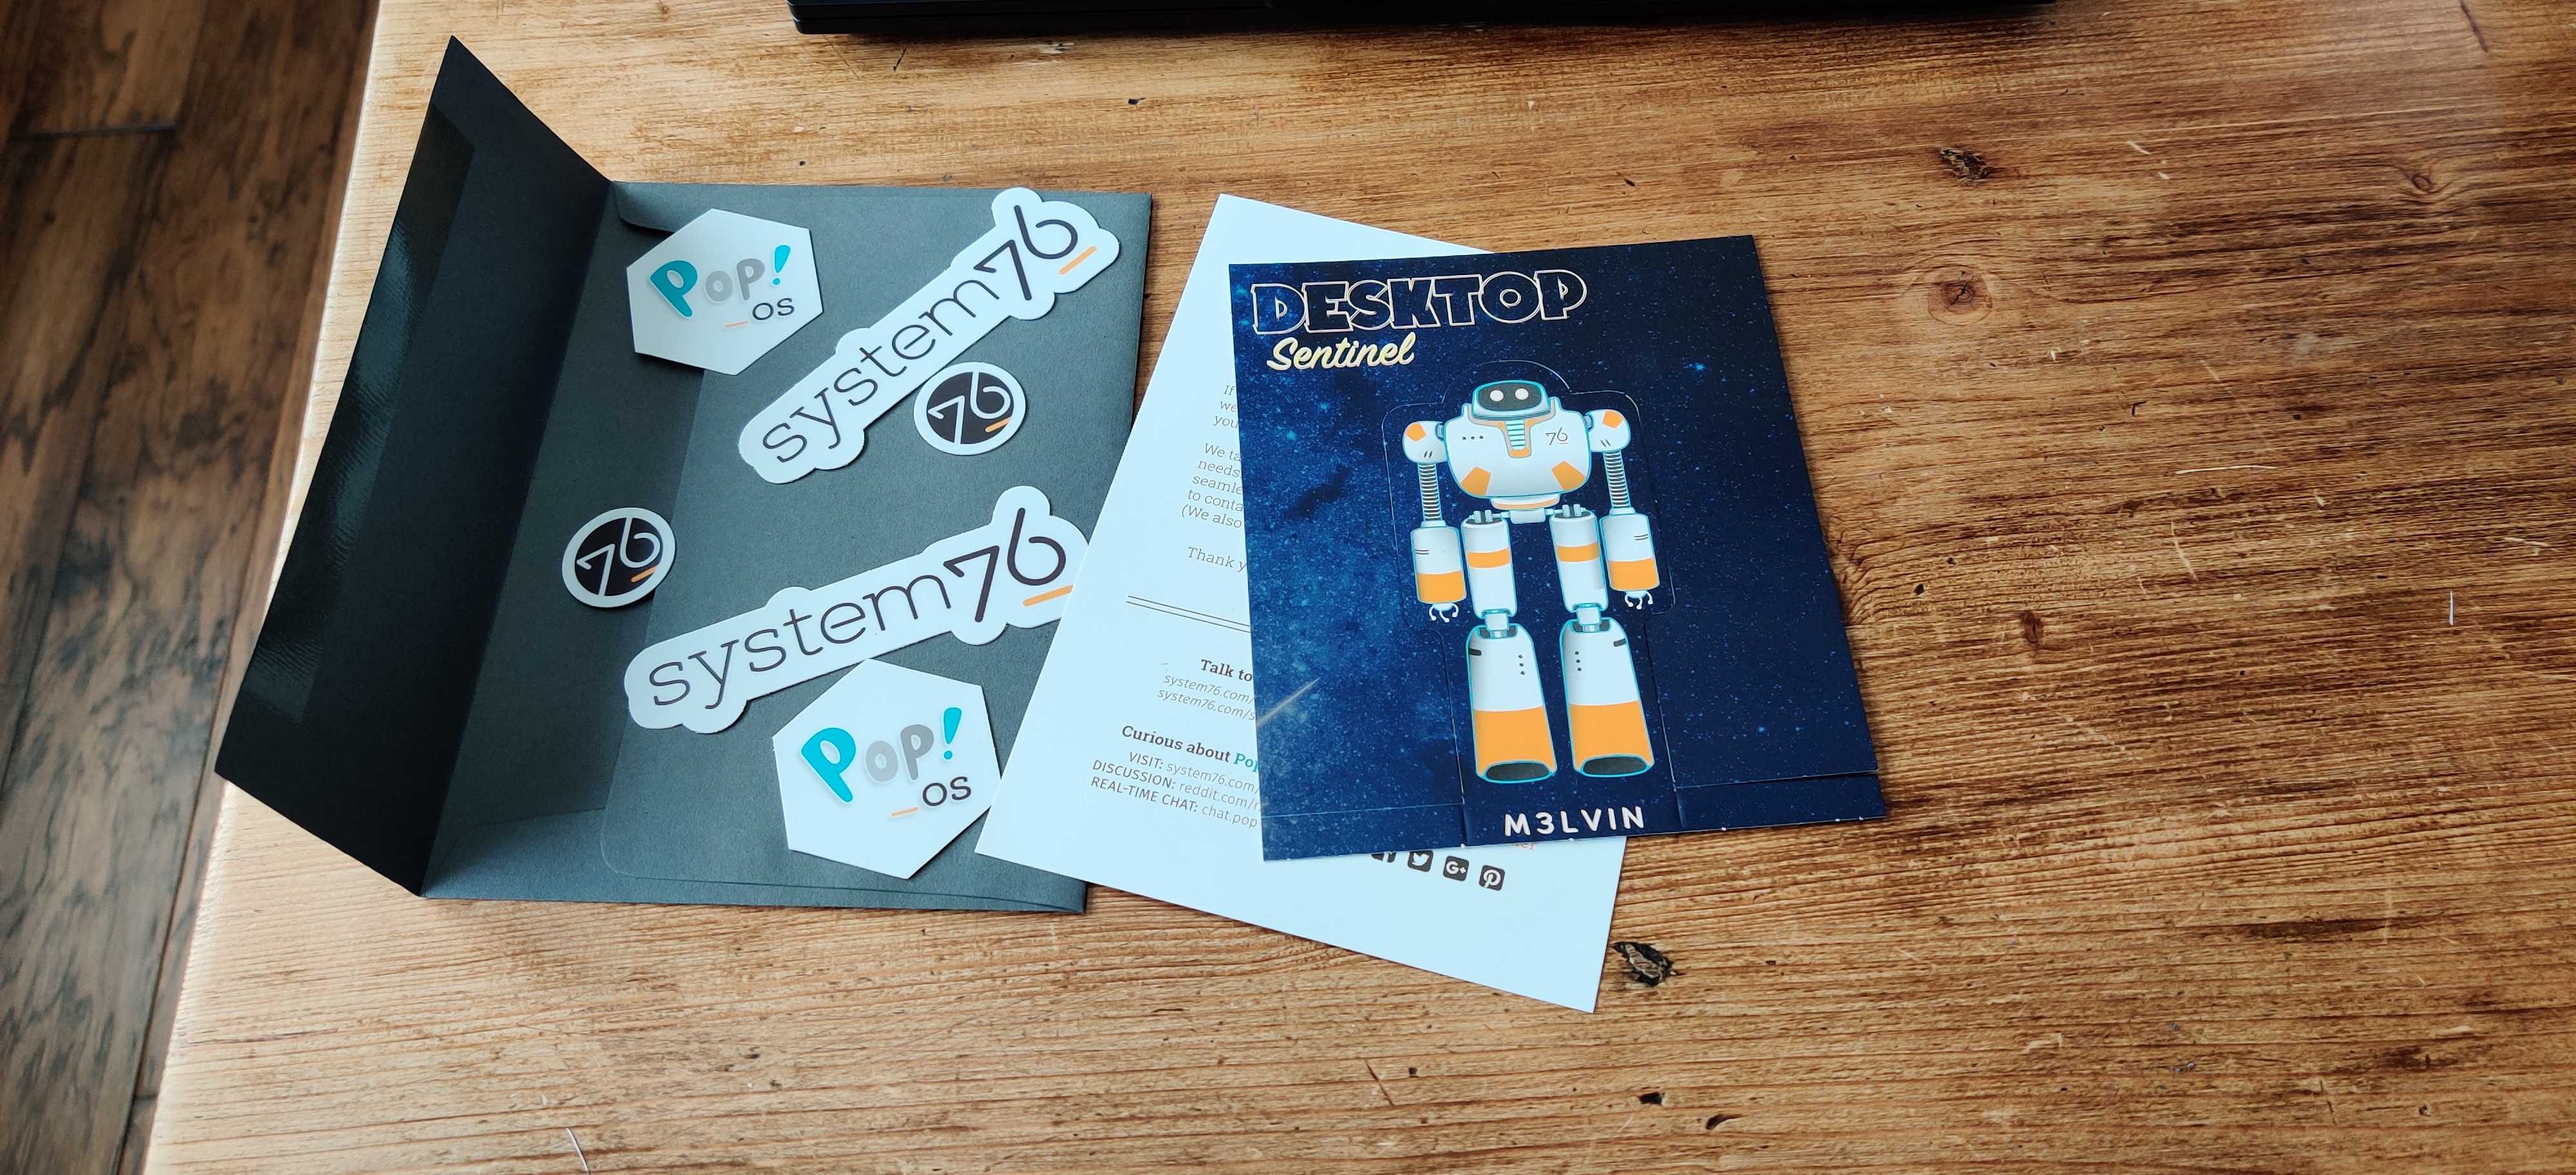 Pop!
_OS
system76
76
76
system76
Pop!
_OS
If
we
you
We
needs
seamle
to conta
(We also
Thank y
Talk to
system76.com/
system76.com/s
Curious about Pop
VISIT: system76.com/
DISCUSSION: reddit.com/r
REAL-TIME CHAT: chat.pop
DESKTOP
Sentinel
76
M3LVIN